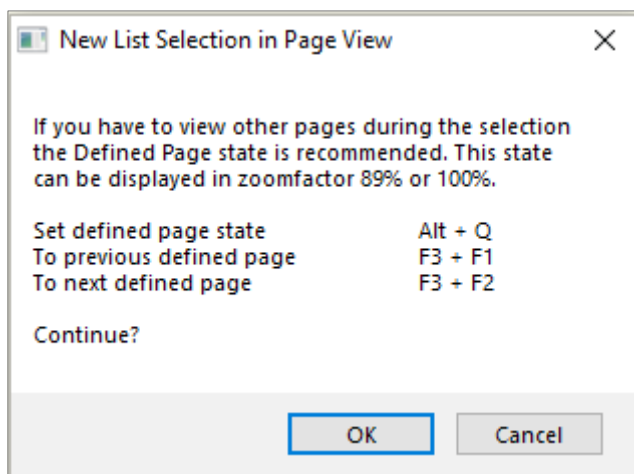 New List Selection in Page View
If you have to view other pages during the selection
the Defined Page state is recommended. This state
can be displayed in zoomfactor 89% or 100%.
Set defined page state Alt + Q
To previous defined page F3 + F1
To next defined page F3 + F2
Continue?
OK Cancel